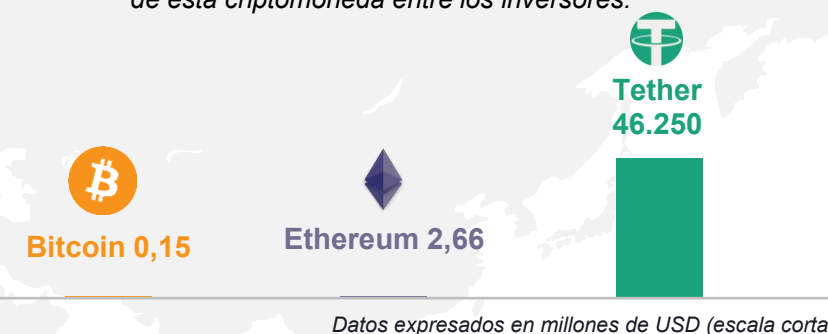 de esta criptomoneda entre los inversores.
Tether
46.250
Bitcoin 0,15
Ethereum 2,66
Datos expresados en millones de USD (escala corta